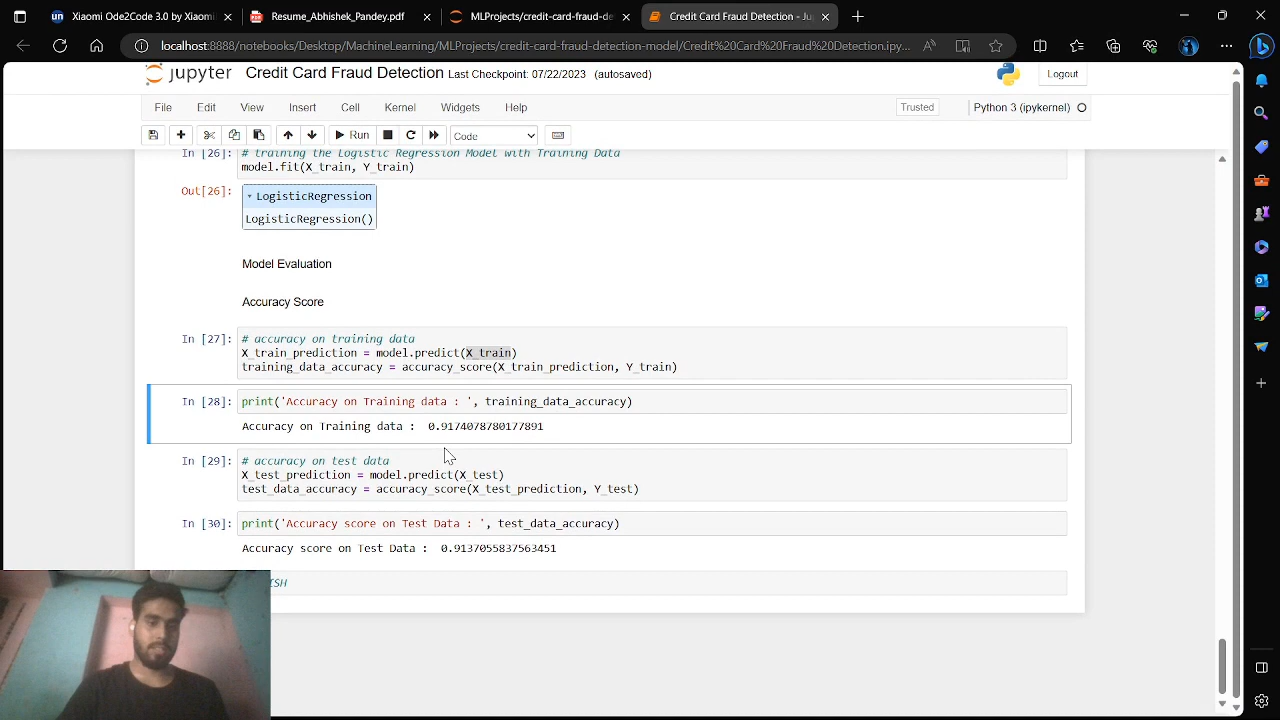 Ode2Code 3.0 by Xiaomi
Resume_Abhishek_Pandey.pdf
MLProjects/credit-card-fraud-de
Credit Card Fraud Detection - Ju
localhost:8888/notebooks/Desktop/MachineLearning/MLProjects/credit-card-fraud-detection-model/Credit%20Card%20Fraud%20Detection.ipy...
jupyter Credit Card Fraud Detection Last Checkpoint: 07/22/2023 (autosaved)
Logout
File Edit View Insert Cell Kernel Widgets Help
Trusted
Python 3 (ipykernel)
Run
Code
In [26]: # training the Logistic Regression Model with Training Data
model.fit(X_train, Y_train)
Out[26]: LogisticRegression
LogisticRegression()
Model Evaluation
Accuracy Score
In [27]: # accuracy on training data
X_train_prediction = model.predict(X_train)
training_data_accuracy = accuracy_score(X_train_prediction, Y_train)
In [28]: print('Accuracy on Training data : ', training_data_accuracy)
Accuracy on Training data : 0.9174078780177891
In [29]: # accuracy on test data
X_test_prediction = model.predict(X_test)
test_data_accuracy = accuracy_score(X_test_prediction, Y_test)
In [30]: print('Accuracy score on Test Data : ', test_data_accuracy)
Accuracy score on Test Data : 0.9137055837563451